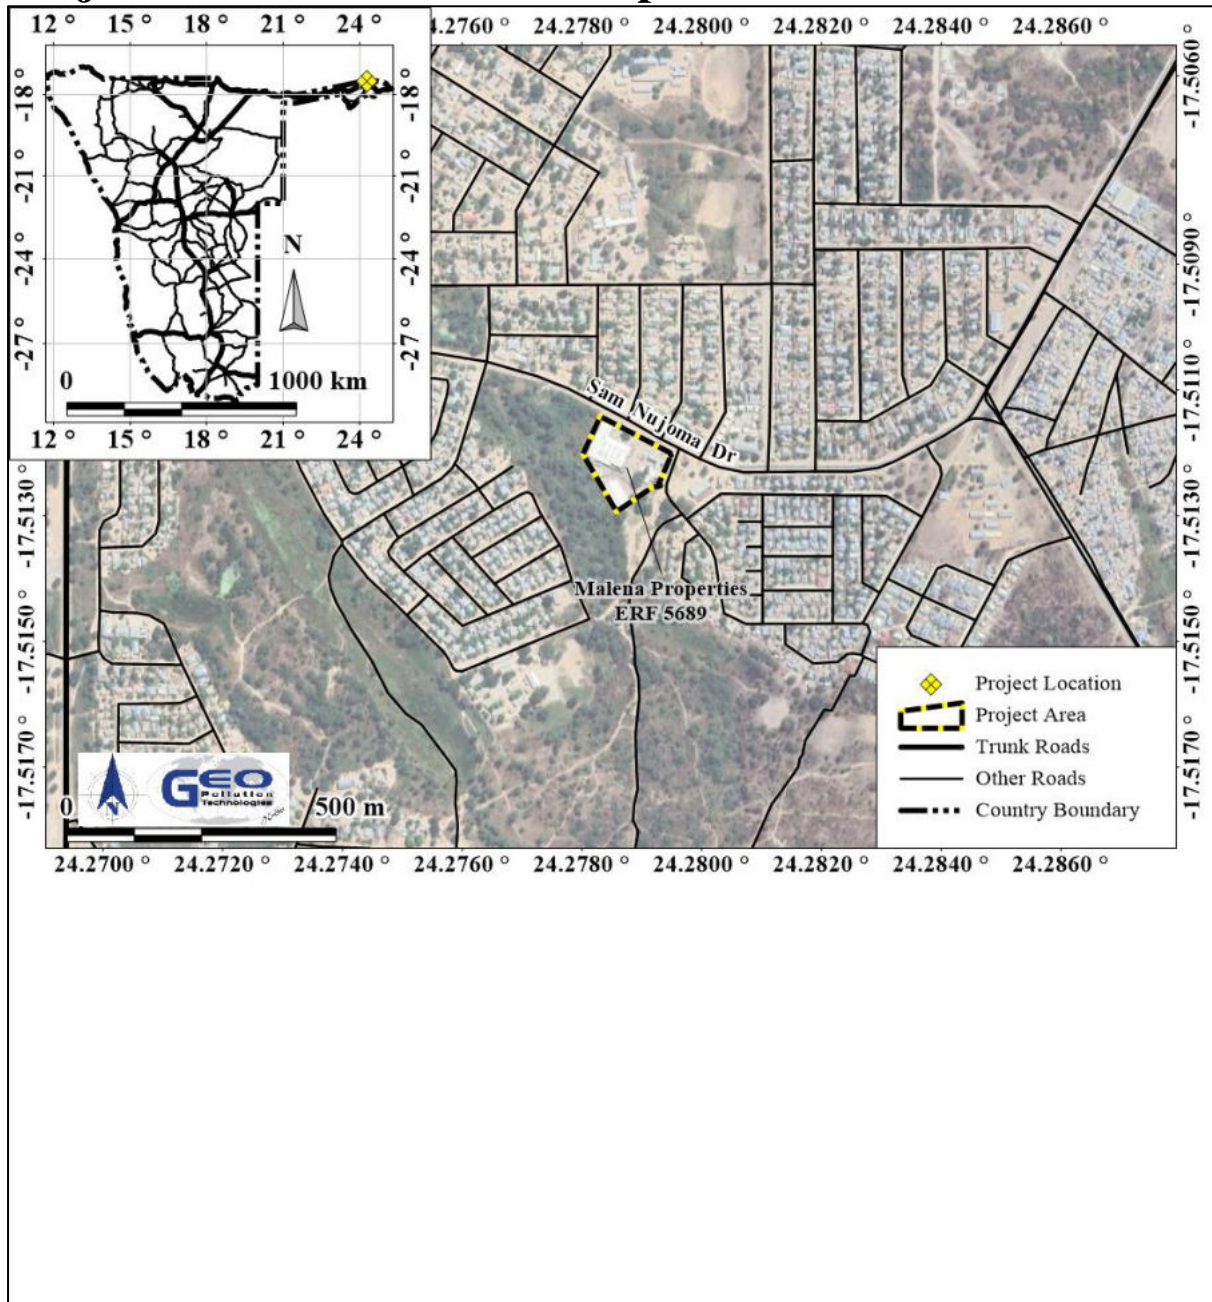 4.2760 ° 24.2780 ° 24.2800 ° 24.2820 ° 24.2840 ° 24.2860 °
12 ° 15 ° 18 ° 21 ° 24 °
-18 ° -18 °
-21 ° -21 °
-24 ° -24 °
-27 ° -27 °
N
0 1000 km
12 ° 15 ° 18 ° 21 ° 24 °
-17.5060 °
-17.5090 °
-17.5110 °
-17.5130 ° -17.5130 °
-17.5150 ° -17.5150 °
-17.5170 ° -17.5170 °
Sam Nujoma Dr
Malena Properties
ERF 5689
Project Location
Project Area
Trunk Roads
Other Roads
Country Boundary
N
GEO
Pollution
Technologies
0 500 m
24.2700 ° 24.2720 ° 24.2740 ° 24.2760 ° 24.2780 ° 24.2800 ° 24.2820 ° 24.2840 ° 24.2860 °